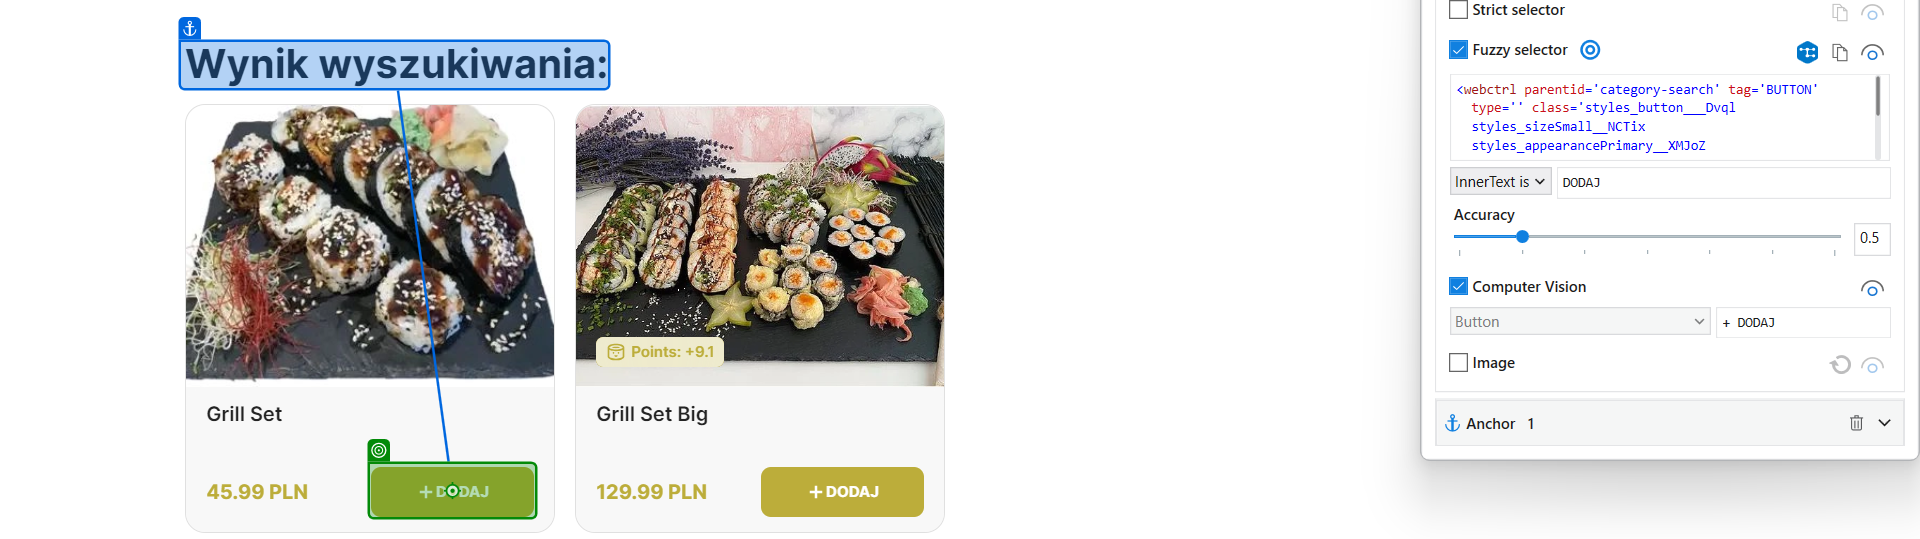 Wynik wyszukiwania:
Points: +9.1
Grill Set
Grill Set Big
45.99 PLN
+ DODAJ
129.99 PLN
+ DODAJ
Strict selector
Fuzzy selector
<webctrl parentid='category-search' tag='BUTTON'
type='' class='styles_button___Dvql
styles_sizeSmall__NCTix
styles_appearancePrimary__XMJoZ
InnerText is
DODAJ
Accuracy
0.5
Computer Vision
Button
+ DODAJ
Image
Anchor 1